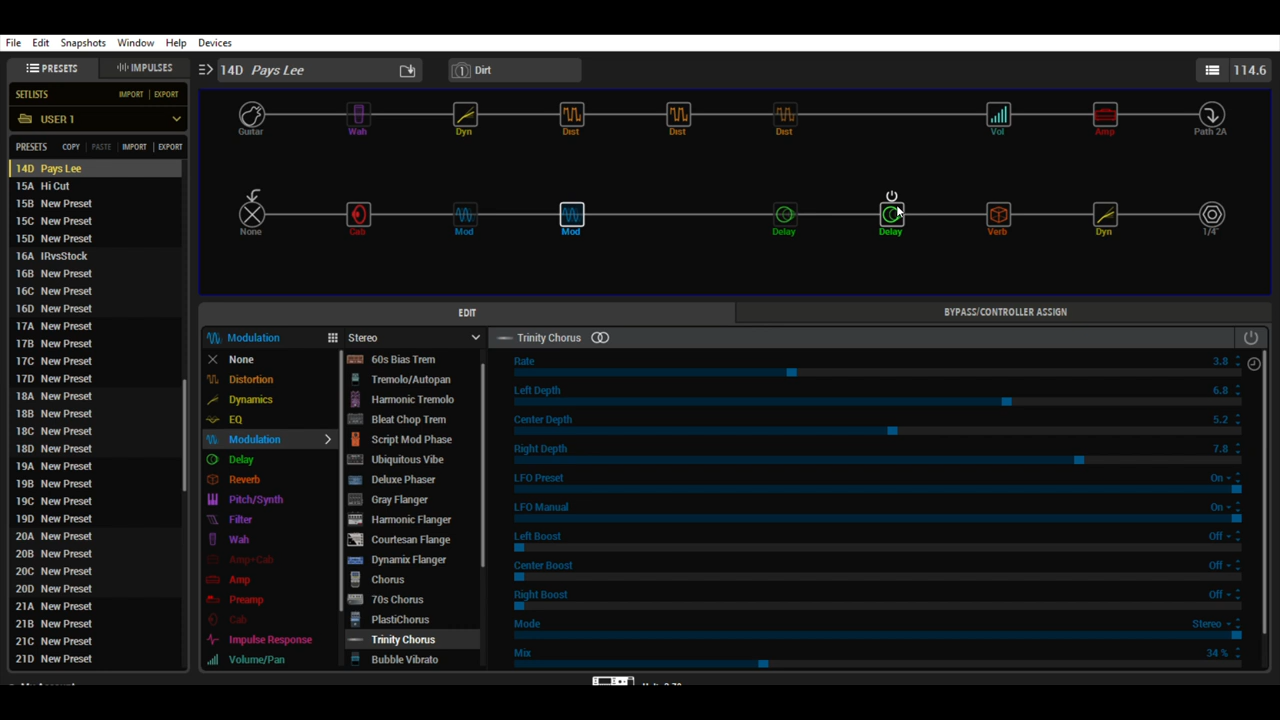 File Edit Snapshots Window Help Devices
PRESETS IMPULSES 14D Pays Lee 1 Dirt 114.6
SETLISTS IMPORT EXPORT
USER 1
PRESETS COPY PASTE IMPORT EXPORT
14D Pays Lee
15A Hi Cut
15B New Preset
15C New Preset
15D New Preset
16A IRvsStock
16B New Preset
16C New Preset
16D New Preset
17A New Preset
17B New Preset
17C New Preset
17D New Preset
18A New Preset
18B New Preset
18C New Preset
18D New Preset
19A New Preset
19B New Preset
19C New Preset
19D New Preset
20A New Preset
20B New Preset
20C New Preset
20D New Preset
21A New Preset
21B New Preset
21C New Preset
21D New Preset
Guitar Wah Dyn Dist Dist Dist Vol Amp Path 2A
None Cab Mod Mod Delay Delay Verb Dyn 1/4"
EDIT BYPASS/CONTROLLER ASSIGN
Modulation Stereo Trinity Chorus
None
Distortion
Dynamics
EQ
Modulation
Delay
Reverb
Pitch/Synth
Filter
Wah
Amp+Cab
Amp
Preamp
Cab
Impulse Response
Volume/Pan
60s Bias Trem
Tremolo/Autopan
Harmonic Tremolo
Bleat Chop Trem
Script Mod Phase
Ubiquitous Vibe
Deluxe Phaser
Gray Flanger
Harmonic Flanger
Courtesan Flange
Dynamix Flanger
Chorus
70s Chorus
PlastiChorus
Trinity Chorus
Bubble Vibrato
Rate 3.8
Left Depth 6.8
Center Depth 5.2
Right Depth 7.8
LFO Preset On
LFO Manual On
Left Boost Off
Center Boost Off
Right Boost Off
Mode Stereo
Mix 34 %